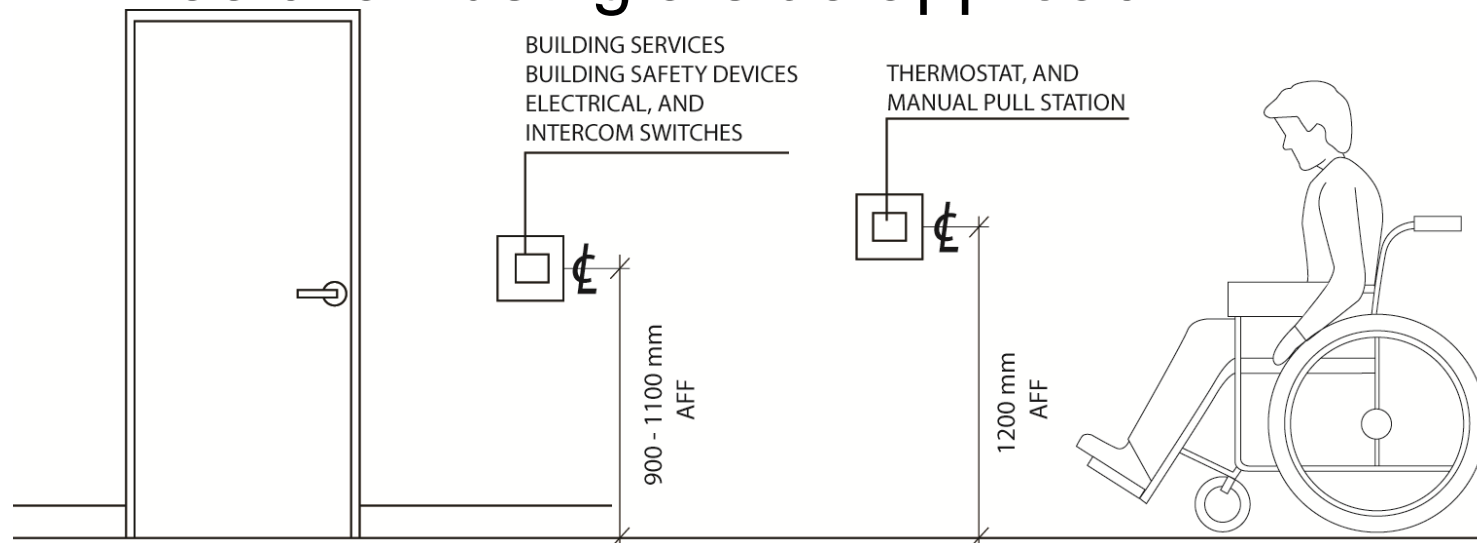 BUILDING SERVICES
BUILDING SAFETY DEVICES
ELECTRICAL, AND
INTERCOM SWITCHES
THERMOSTAT, AND
MANUAL PULL STATION
℄
℄
900 - 1100 mm
AFF
1200 mm
AFF